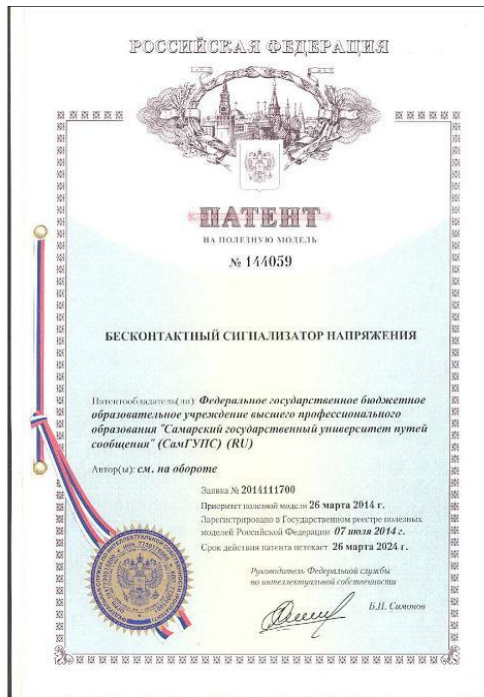 РОССИЙСКАЯ ФЕДЕРАЦИЯ
ПАТЕНТ
НА ПОЛЕЗНУЮ МОДЕЛЬ
№ 144059
БЕСКОНТАКТНЫЙ СИГНАЛИЗАТОР НАПРЯЖЕНИЯ
Патентообладатель(ли): Федеральное государственное бюджетное
образовательное учреждение высшего профессионального
образования "Самарский государственный университет путей
сообщения" (СамГУПС) (RU)
Автор(ы): см. на обороте
Заявка № 2014111700
Приоритет полезной модели 26 марта 2014 г.
Зарегистрировано в Государственном реестре полезных
моделей Российской Федерации 07 июля 2014 г.
Срок действия патента истекает 26 марта 2024 г.
Руководитель Федеральной службы
по интеллектуальной собственности
Б.П. Симонов